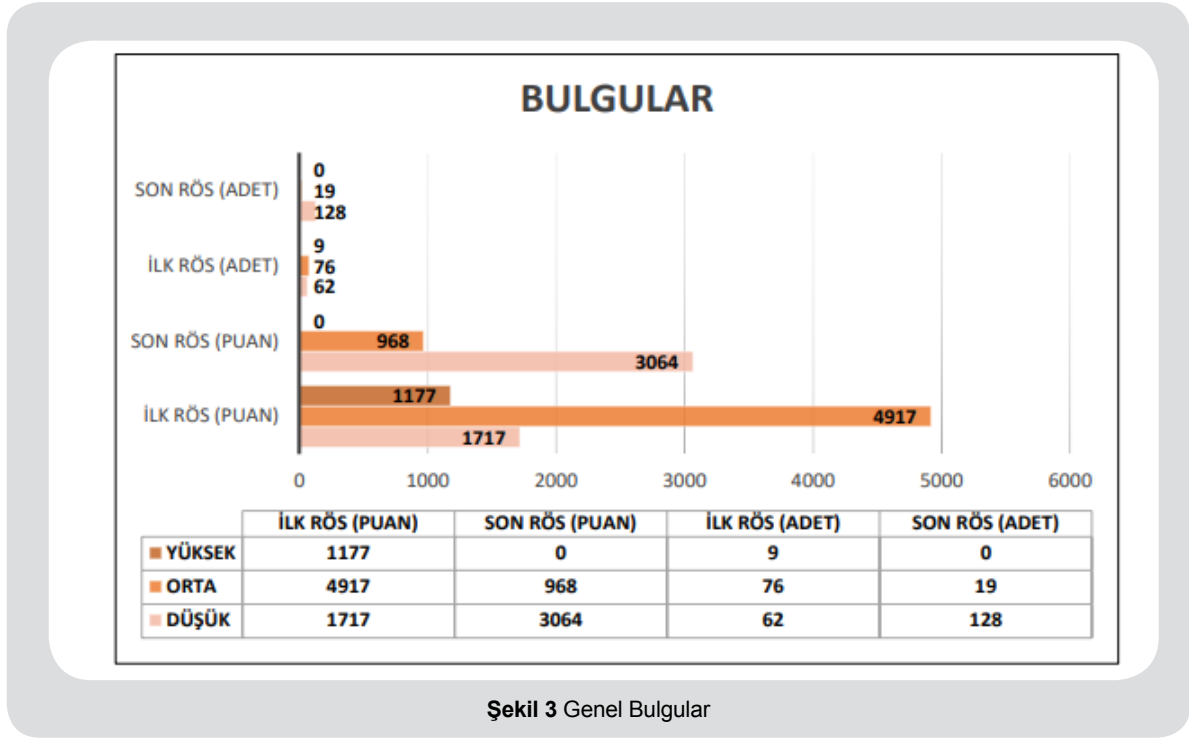 BULGULAR
SON RÖS (ADET)
0
19
128
İLK RÖS (ADET)
9
76
62
SON RÖS (PUAN)
0
968
3064
İLK RÖS (PUAN)
1177
4917
1717
0 1000 2000 3000 4000 5000 6000
İLK RÖS (PUAN) SON RÖS (PUAN) İLK RÖS (ADET) SON RÖS (ADET)
YÜKSEK 1177 0 9 0
ORTA 4917 968 76 19
DÜŞÜK 1717 3064 62 128
Şekil 3 Genel Bulgular